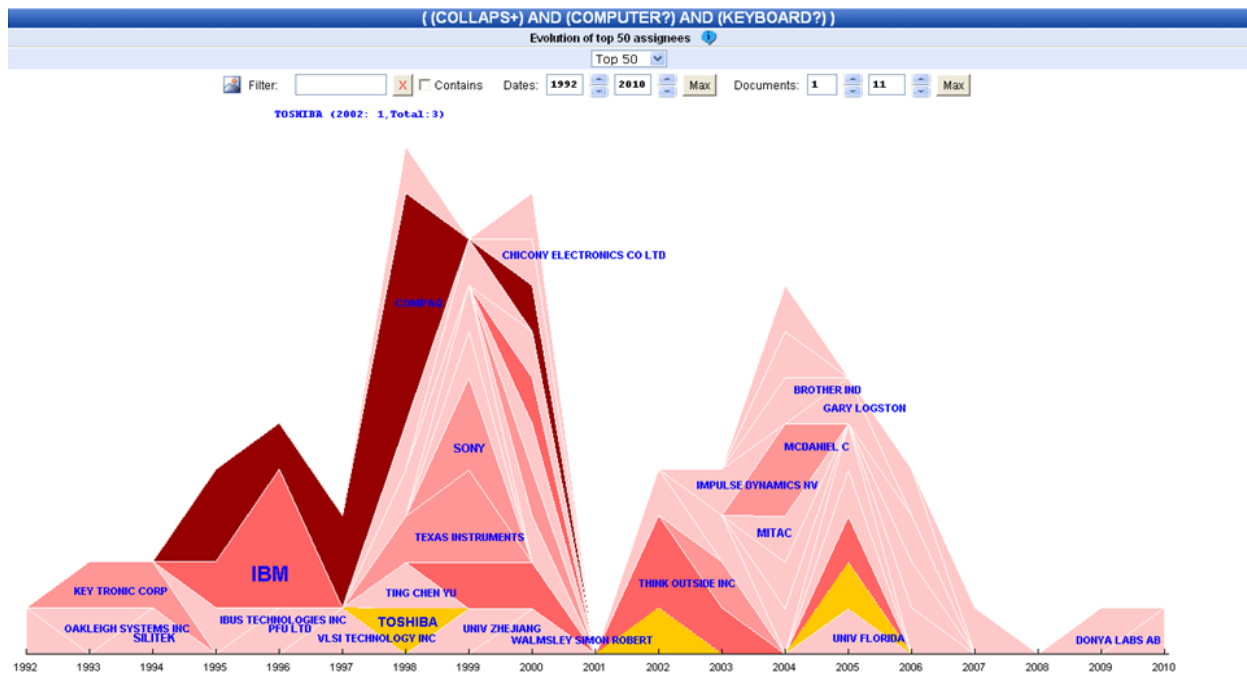 ( (COLLAPS+) AND (COMPUTER?) AND (KEYBOARD?) )
Evolution of top 50 assignees
Top 50
Filter: X Contains Dates: 1992 2010 Max Documents: 1 11 Max
TOSHIBA (2002: 1,Total:3)
CHICONY ELECTRONICS CO LTD
COMPAQ
BROTHER IND
GARY LOGSTON
SONY
MCDANIEL C
IMPULSE DYNAMICS NV
TEXAS INSTRUMENTS
MITAC
IBM
THINK OUTSIDE INC
KEY TRONIC CORP
TING CHEN YU
IBUS TECHNOLOGIES INC
TOSHIBA
OAKLEIGH SYSTEMS INC
PFU LTD
UNIV ZHEJIANG
SILITEK
VLSI TECHNOLOGY INC
WALMSLEY SIMON ROBERT
UNIV FLORIDA
DONYA LABS AB
1992 1993 1994 1995 1996 1997 1998 1999 2000 2001 2002 2003 2004 2005 2006 2007 2008 2009 2010